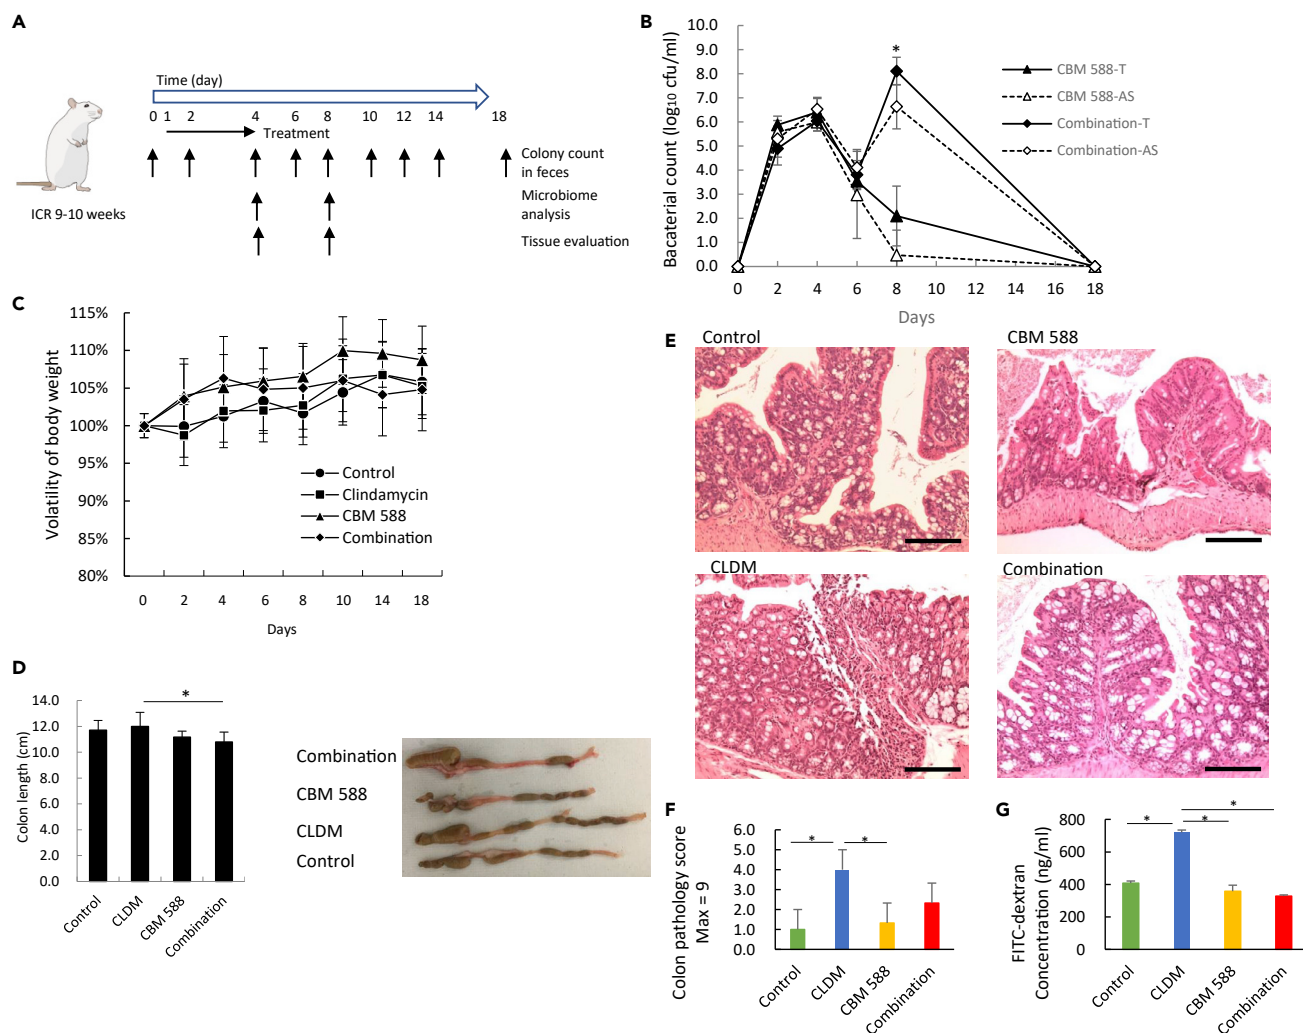 A
Time (day)
0 1 2 4 6 8 10 12 14 18
Treatment
Colony count
in feces
Microbiome
analysis
Tissue evaluation
ICR 9-10 weeks
B
Bacaterial count (log10 cfu/ml)
10.0
9.0
8.0
7.0
6.0
5.0
4.0
3.0
2.0
1.0
0.0
*
CBM 588-T
CBM 588-AS
Combination-T
Combination-AS
0 2 4 6 8 10 12 14 16 18
Days
C
Volatility of body weight
115%
110%
105%
100%
95%
90%
85%
80%
Control
Clindamycin
CBM 588
Combination
0 2 4 6 8 10 14 18
Days
D
Colon length (cm)
14.0
12.0
10.0
8.0
6.0
4.0
2.0
0.0
*
Control
CLDM
CBM 588
Combination
Combination
CBM 588
CLDM
Control
E
Control
CBM 588
CLDM
Combination
F
Colon pathology score
Max = 9
6.0
5.0
4.0
3.0
2.0
1.0
0.0
* *
Control
CLDM
CBM 588
Combination
G
FITC-dextran
Concentration (ng/ml)
800
600
400
200
0
* * *
Control
CLDM
CBM 588
Combination